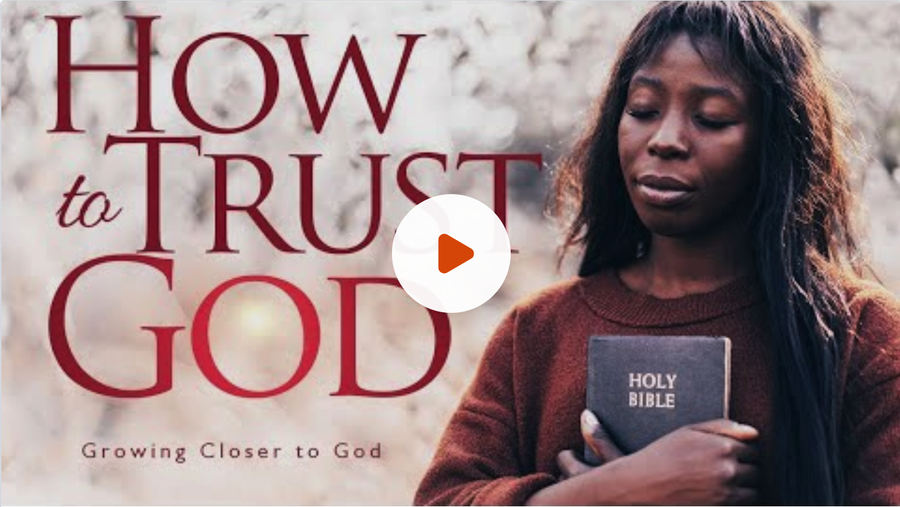 How
to Trust
God
Growing Closer to God
HOLY
BIBLE